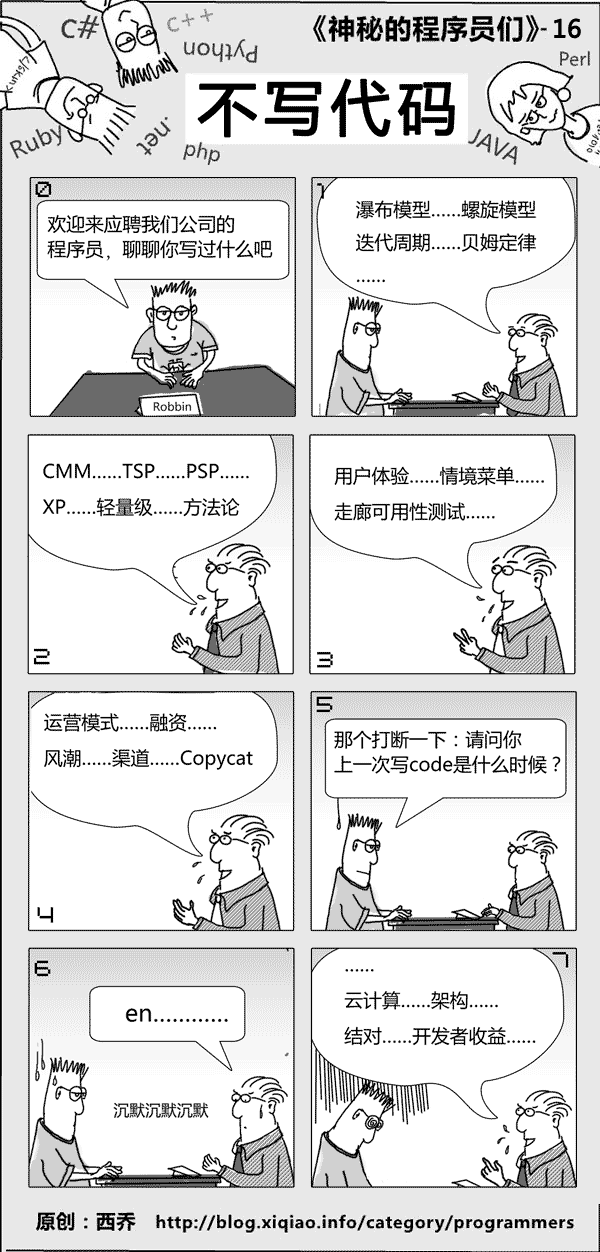 C#
C++
Python
《神秘的程序员们》- 16
Perl
Ruby
.net
php
JAVA
不写代码
0
欢迎来应聘我们公司的
程序员，聊聊你写过什么吧
Robbin
1
瀑布模型……螺旋模型
迭代周期……贝姆定律
……
2
CMM……TSP……PSP……
XP……轻量级……方法论
3
用户体验……情境菜单……
走廊可用性测试……
4
运营模式……融资……
风潮……渠道……Copycat
5
那个打断一下：请问你
上一次写code是什么时候？
6
en…………
沉默沉默沉默
7
……
云计算……架构……
结对……开发者收益……
原创：西乔 http://blog.xiqiao.info/category/programmers